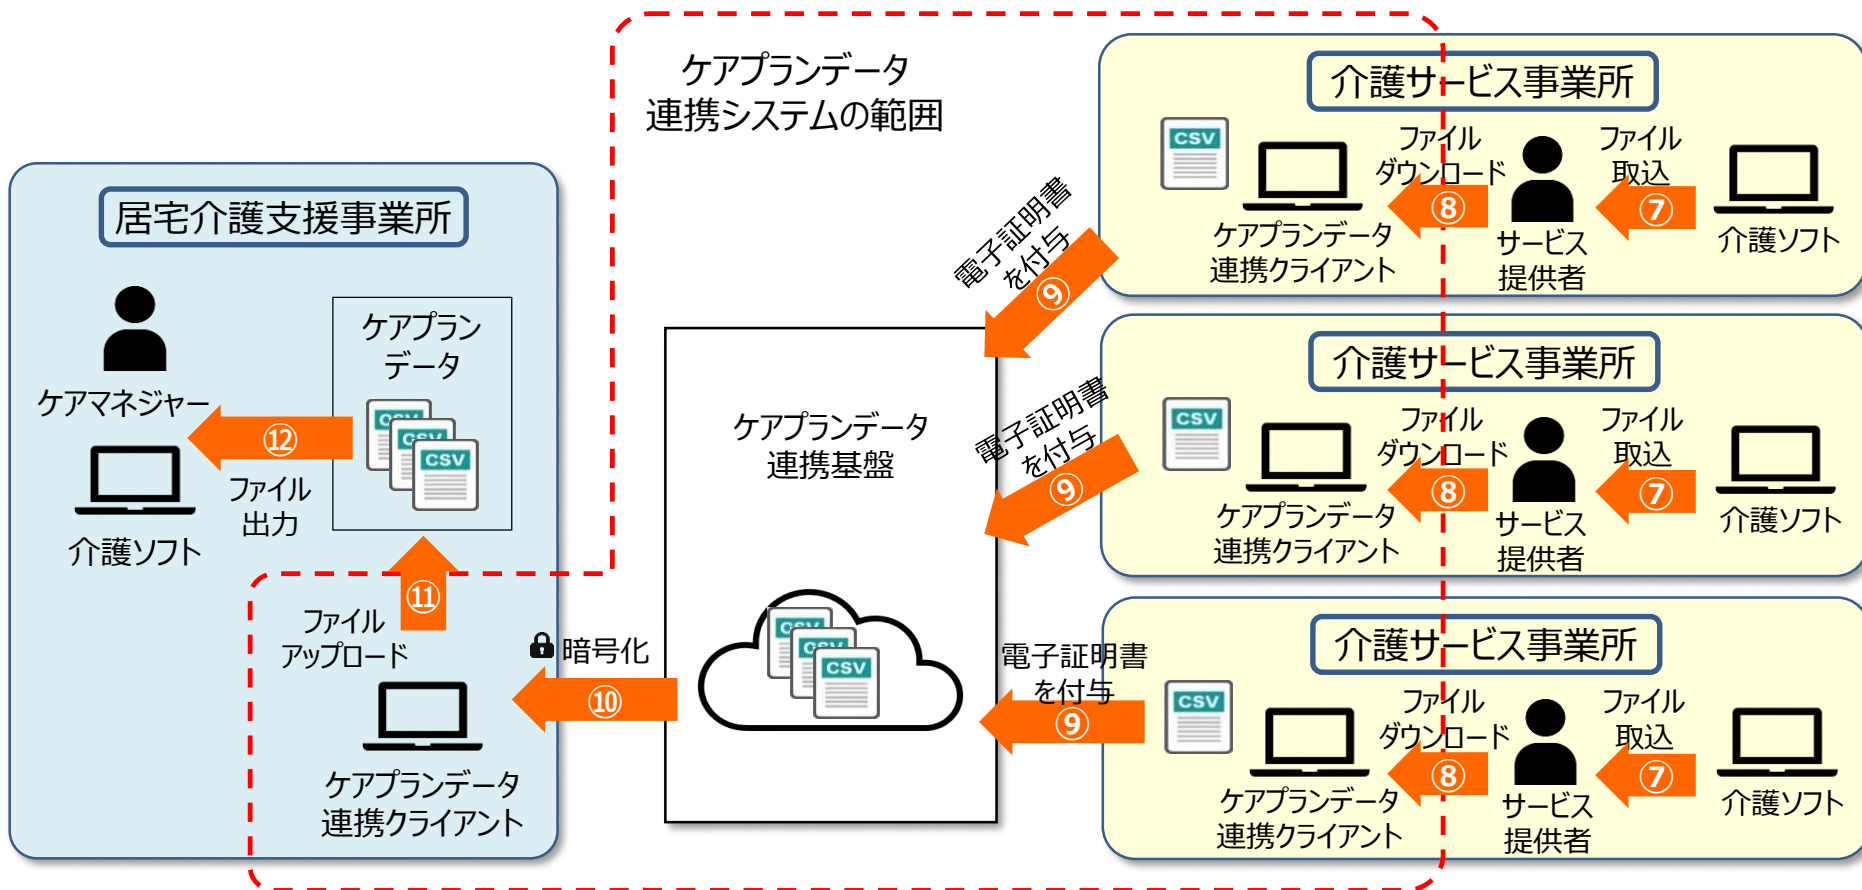 ケアプランデータ
連携システムの範囲
居宅介護支援事業所
ケアマネジャー
介護ソフト
⑫
ファイル
出力
ケアプラン
データ
CSV
CSV
CSV
⑪
ファイル
アップロード
ケアプランデータ
連携クライアント
暗号化
⑩
ケアプランデータ
連携基盤
CSV
CSV
CSV
電子証明書
を付与
⑨
電子証明書
を付与
⑨
電子証明書
を付与
⑨
介護サービス事業所
CSV
ケアプランデータ
連携クライアント
ファイル
ダウンロード
⑧
サービス
提供者
ファイル
取込
⑦
介護ソフト
介護サービス事業所
CSV
ケアプランデータ
連携クライアント
ファイル
ダウンロード
⑧
サービス
提供者
ファイル
取込
⑦
介護ソフト
介護サービス事業所
CSV
ケアプランデータ
連携クライアント
ファイル
ダウンロード
⑧
サービス
提供者
ファイル
取込
⑦
介護ソフト